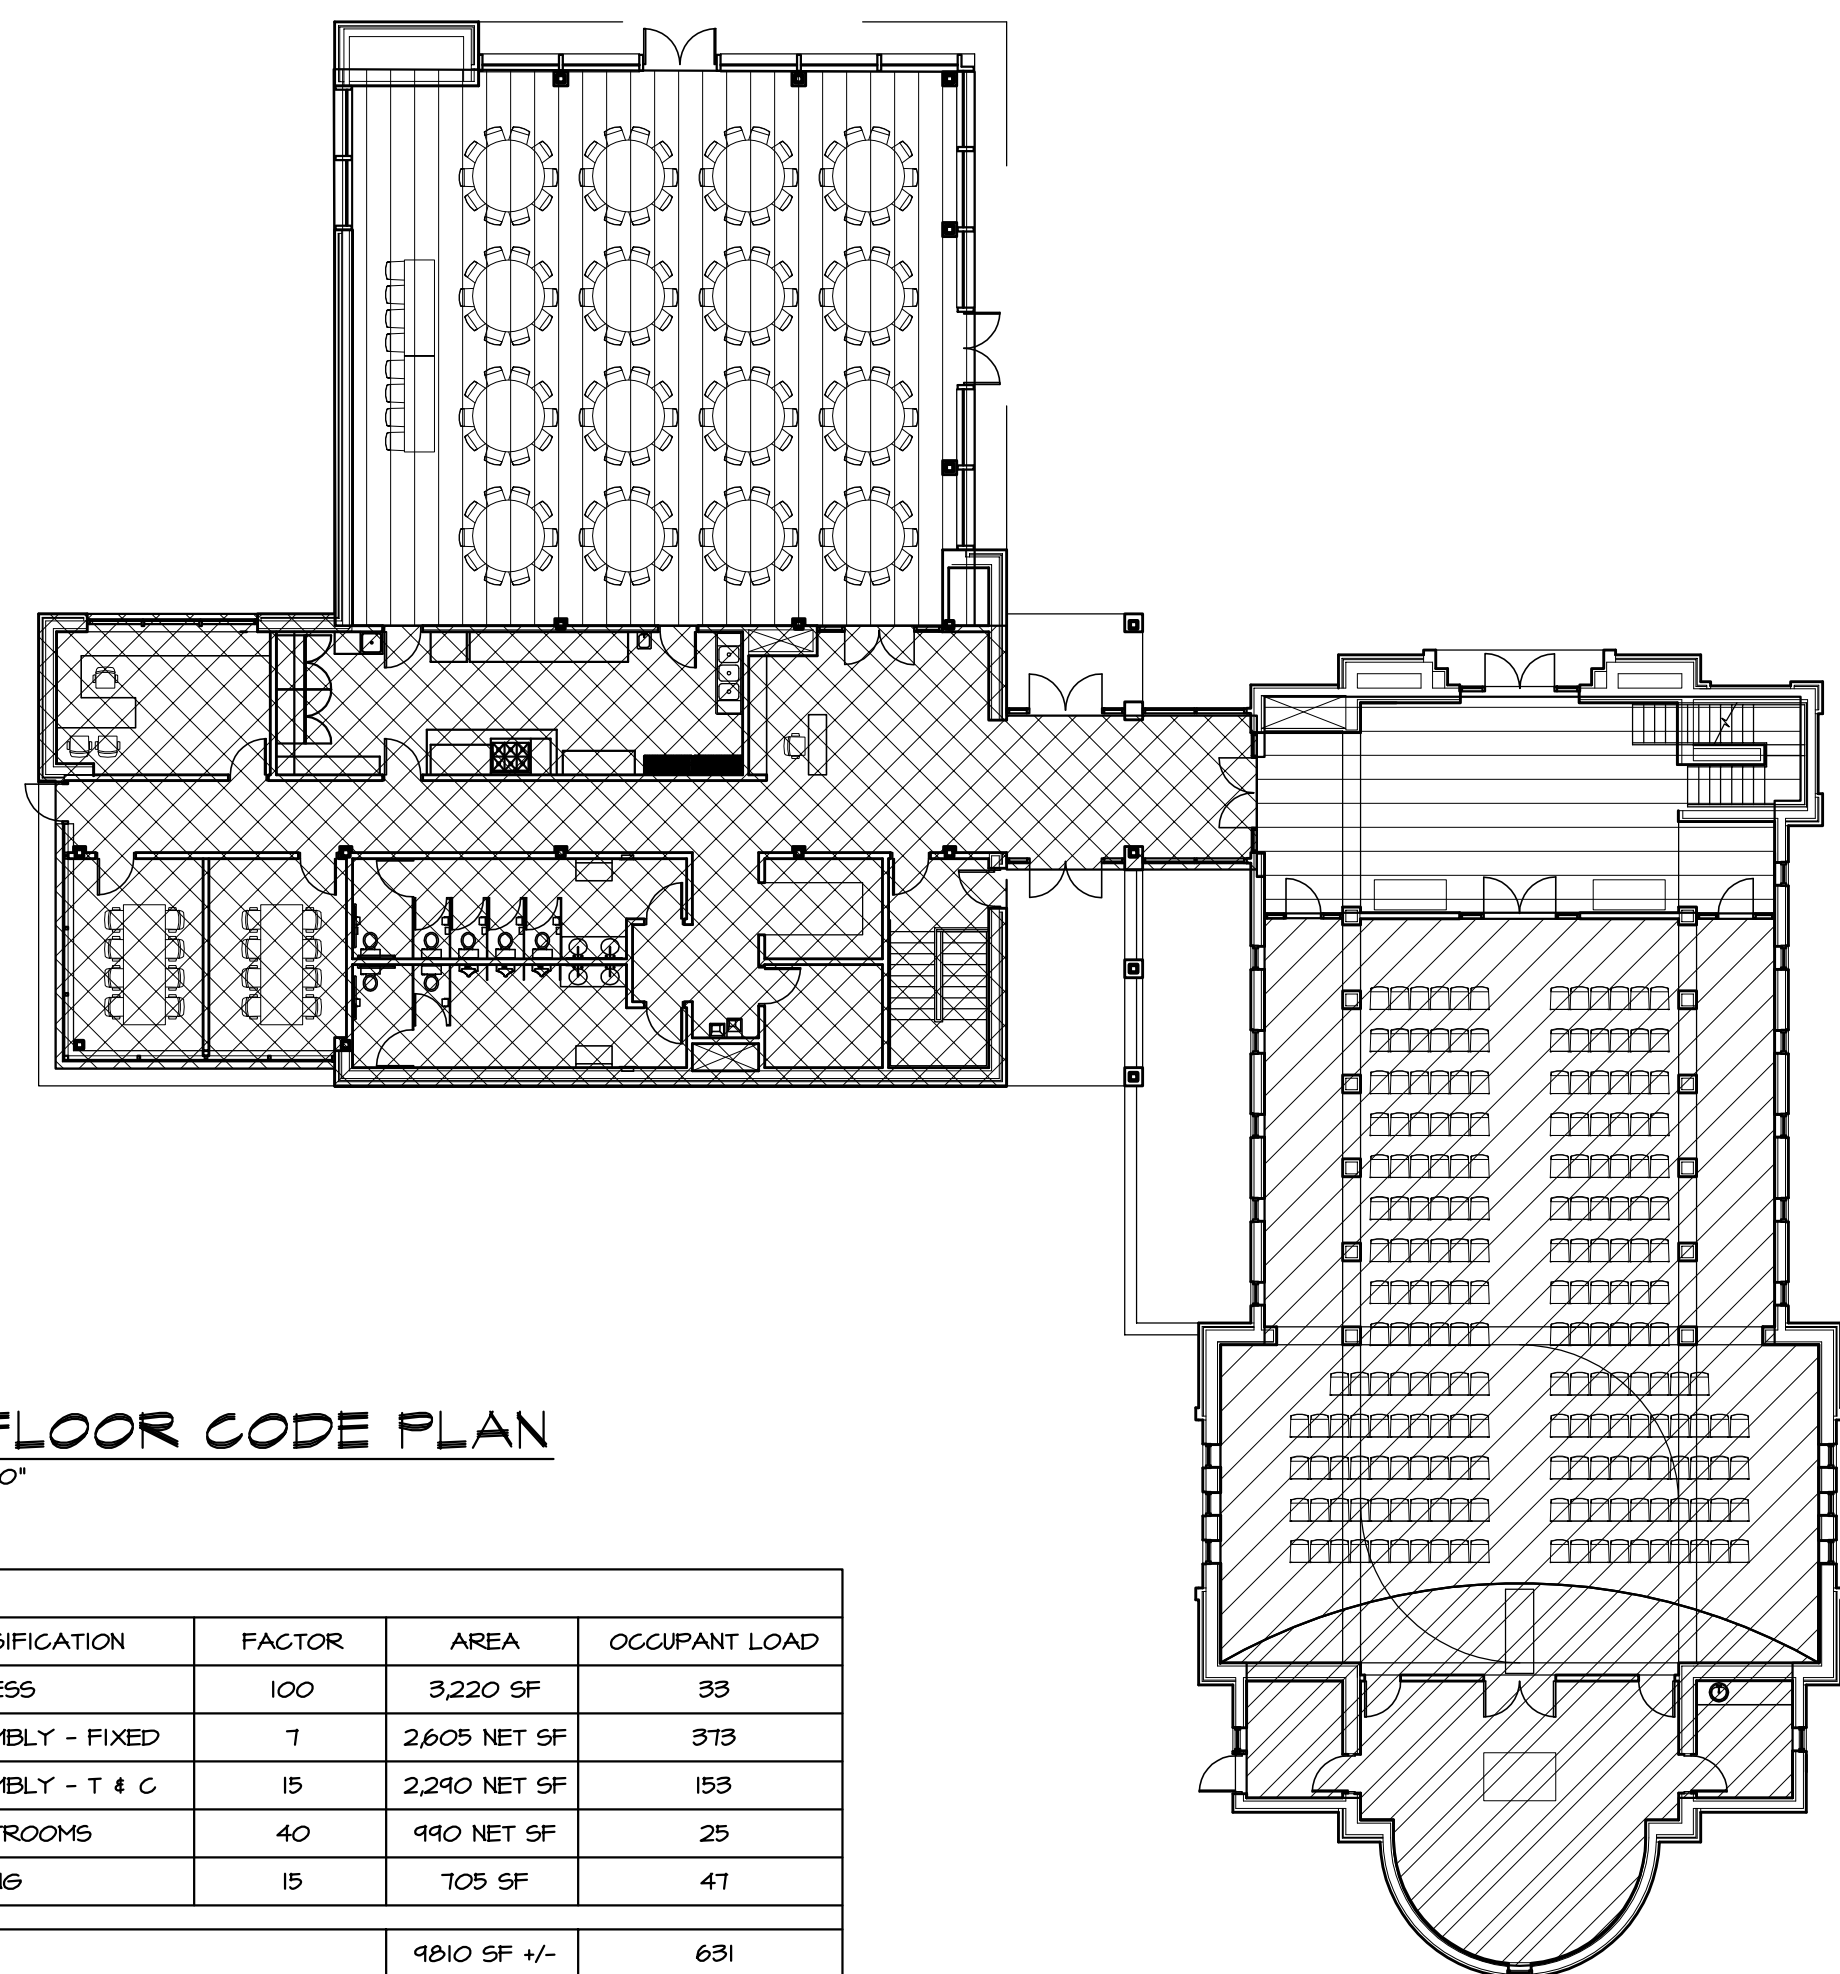 FLOOR CODE PLAN
0"
SIFICATION FACTOR AREA OCCUPANT LOAD
ESS 100 3,220 SF 33
MBLY - FIXED 7 2,605 NET SF 373
MBLY - T & C 15 2,290 NET SF 153
TROOMS 40 990 NET SF 25
NG 15 705 SF 47
9810 SF +/- 631